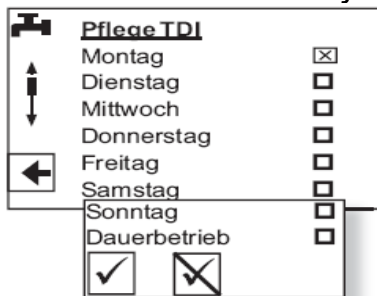 Pflege TDI
Montag
Dienstag
Mittwoch
Donnerstag
Freitag
Samstag
Sonntag
Dauerbetrieb